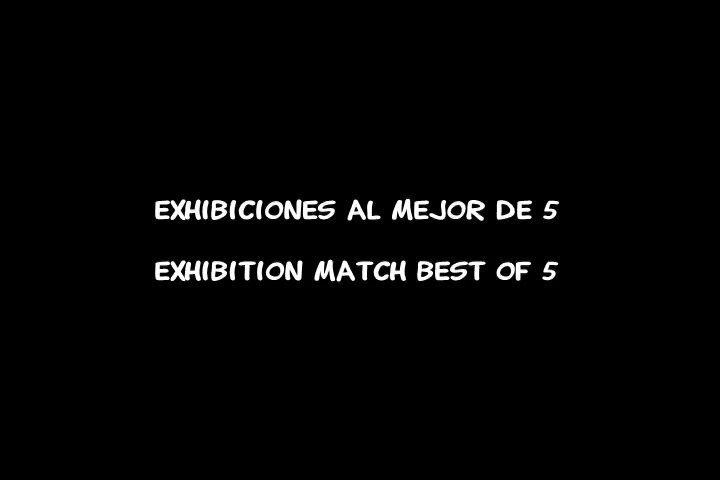 EXHIBICIONES AL MEJOR DE 5
EXHIBITION MATCH BEST OF 5